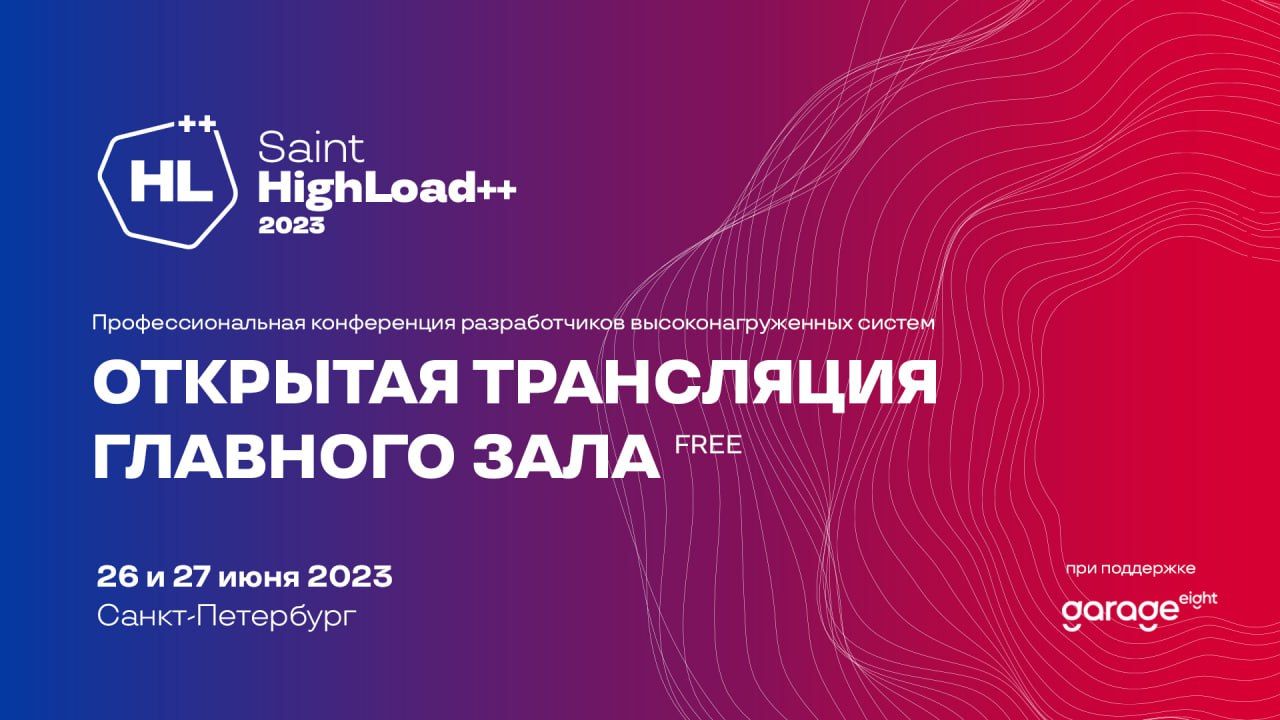 ++
HL
Saint
HighLoad++
2023
Профессиональная конференция разработчиков высоконагруженных систем
ОТКРЫТАЯ ТРАНСЛЯЦИЯ
ГЛАВНОГО ЗАЛА FREE
26 и 27 июня 2023
Санкт-Петербург
при поддержке
garage eight